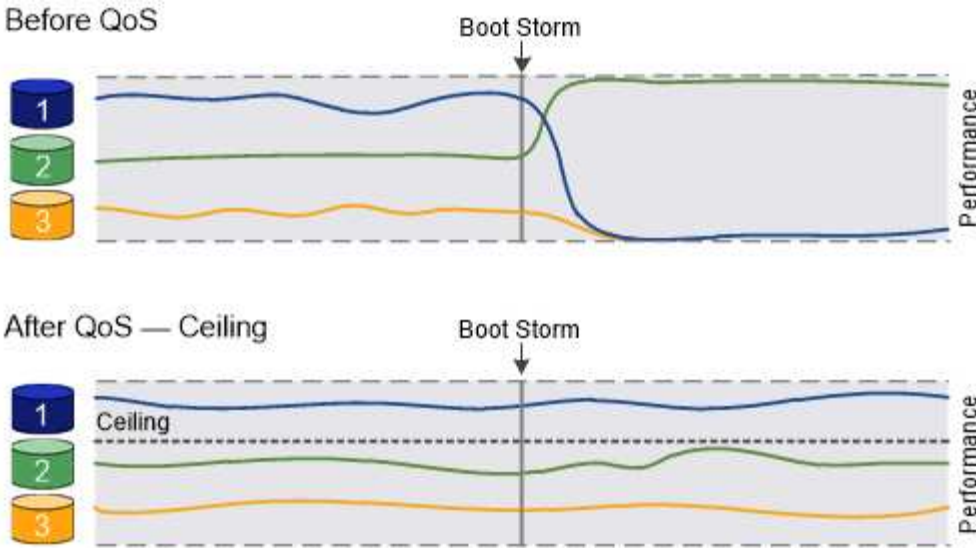 Before QoS
Boot Storm
1
2
3
Performance
After QoS — Ceiling
Boot Storm
1
Ceiling
2
3
Performance